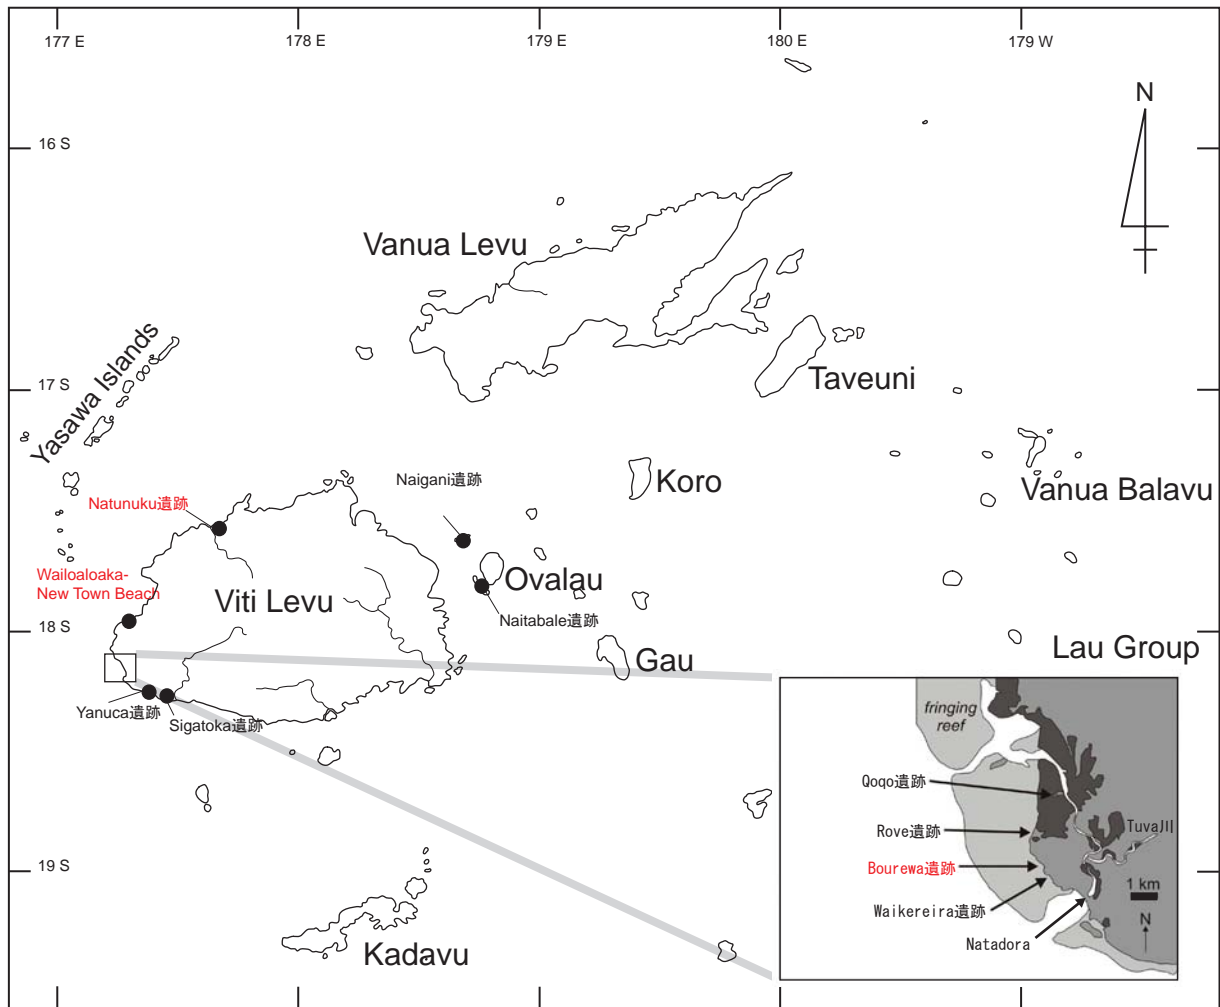 177 E
178 E
179 E
180 E
179 W
N
16 S
Vanua Levu
17 S
Taveuni
Yasawa Islands
Naigani遺跡
Koro
Vanua Balavu
Natunuku遺跡
Wailoaloaka-
New Town Beach
Viti Levu
Ovalau
Naitabale遺跡
18 S
Gau
Lau Group
Yanuca遺跡
Sigatoka遺跡
fringing
reef
Qoqo遺跡
Rove遺跡
Tuva川
Bourewa遺跡
1 km
Waikereira遺跡
N
Natadora
19 S
Kadavu